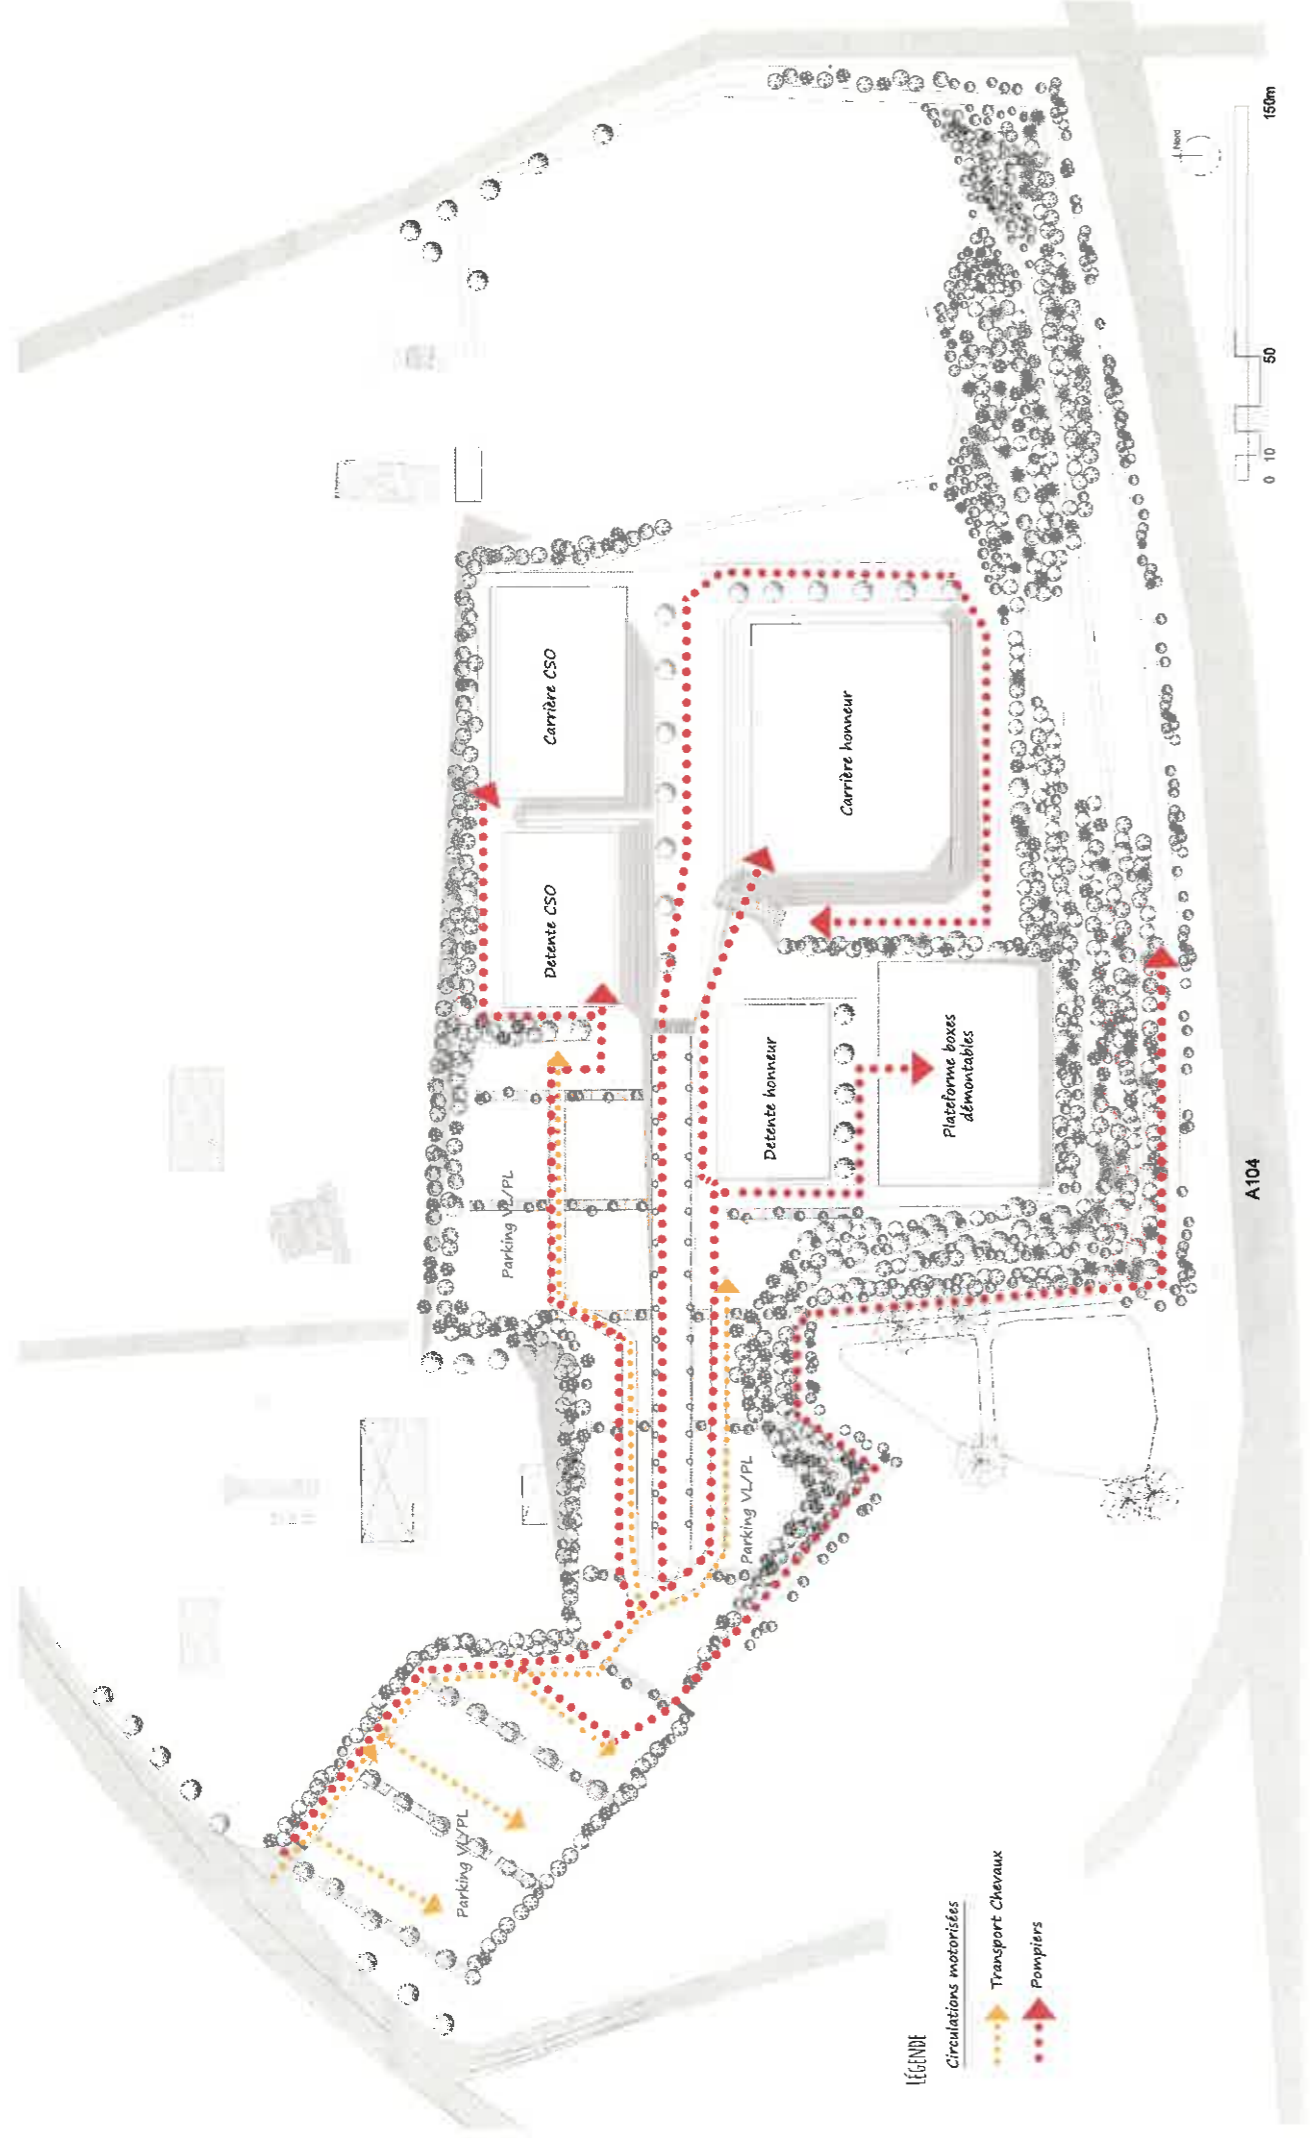 Parking VL/PL
Parking VL/PL
Parking VL/PL
Detente CSO
Carrière CSO
Detente honneur
Carrière honneur
Plateforme boxes
démontables
A104
LÉGENDE
Circulations motorisées
Transport Chevaux
Pompiers
Nord
0 10 50 150m